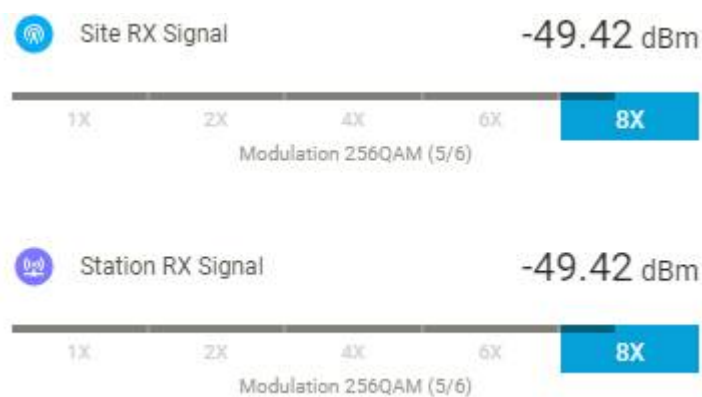 Site RX Signal -49.42 dBm
1X 2X 4X 6X 8X
Modulation 256QAM (5/6)
Station RX Signal -49.42 dBm
1X 2X 4X 6X 8X
Modulation 256QAM (5/6)